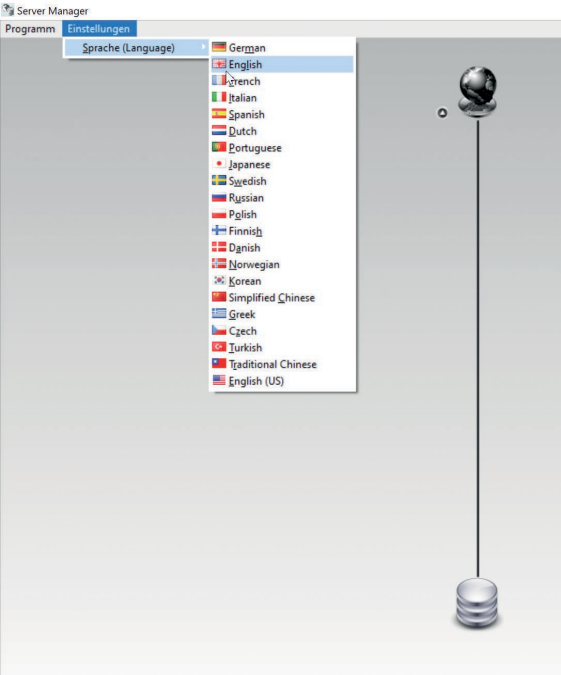 Server Manager
Programm Einstellungen
Sprache (Language)
German
English
French
Italian
Spanish
Dutch
Portuguese
Japanese
Swedish
Russian
Polish
Finnish
Danish
Norwegian
Korean
Simplified Chinese
Greek
Czech
Turkish
Traditional Chinese
English (US)